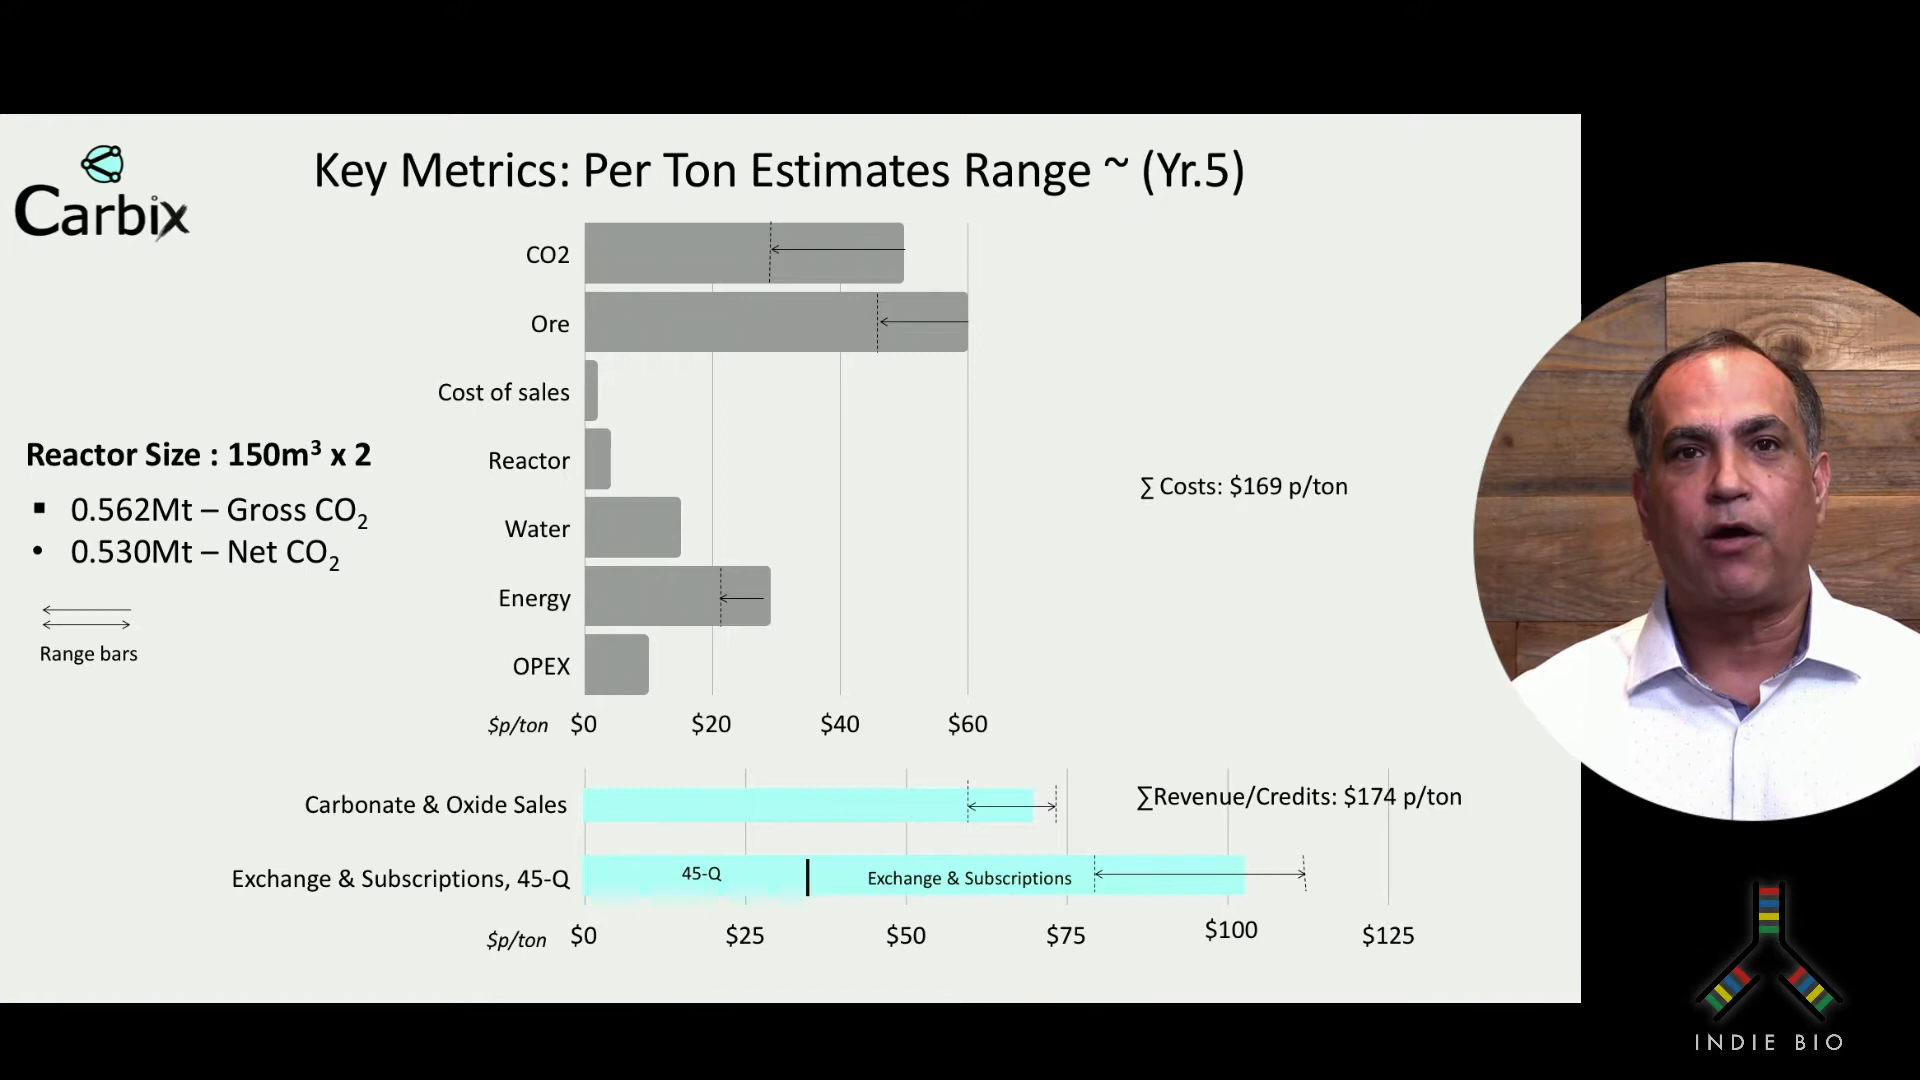 Carbix
Key Metrics: Per Ton Estimates Range ~ (Yr.5)
CO2
Ore
Cost of sales
Reactor
Water
Energy
OPEX
$p/ton $0 $20 $40 $60
Reactor Size : 150m³ x 2
▪ 0.562Mt – Gross CO₂
• 0.530Mt – Net CO₂
Range bars
∑ Costs: $169 p/ton
Carbonate & Oxide Sales
∑Revenue/Credits: $174 p/ton
Exchange & Subscriptions, 45-Q
45-Q
Exchange & Subscriptions
$p/ton $0 $25 $50 $75 $100 $125
INDIE BIO